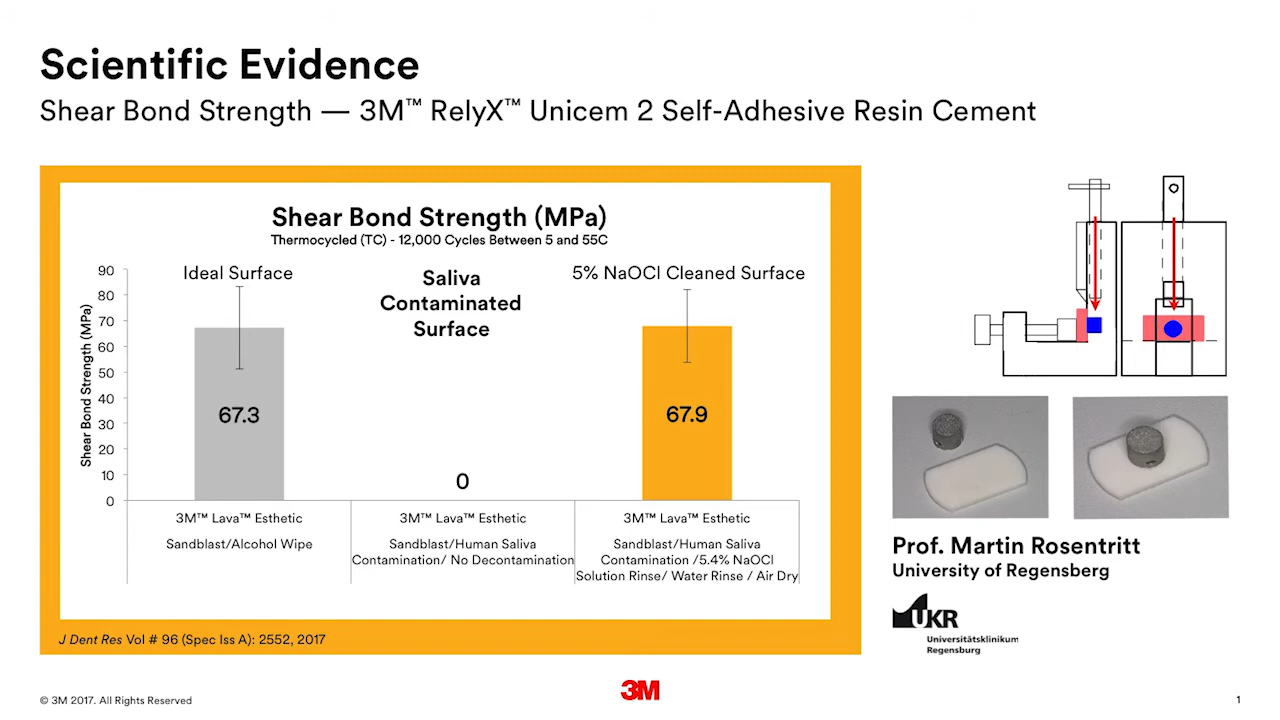 Scientific Evidence
Shear Bond Strength — 3M™ RelyX™ Unicem 2 Self-Adhesive Resin Cement
Shear Bond Strength (MPa)
Thermocycled (TC) - 12,000 Cycles Between 5 and 55C
Ideal Surface
Saliva
Contaminated
Surface
5% NaOCl Cleaned Surface
Shear Bond Strength (MPa)
90
80
70
60
50
40
30
20
10
0
67.3
0
67.9
3M™ Lava™ Esthetic
Sandblast/Alcohol Wipe
3M™ Lava™ Esthetic
Sandblast/Human Saliva
Contamination/ No Decontamination
3M™ Lava™ Esthetic
Sandblast/Human Saliva
Contamination /5.4% NaOCl
Solution Rinse/ Water Rinse / Air Dry
J Dent Res Vol # 96 (Spec Iss A): 2552, 2017
Prof. Martin Rosentritt
University of Regensberg
UKR
Universitätsklinikum
Regensburg
© 3M 2017. All Rights Reserved
3M
1